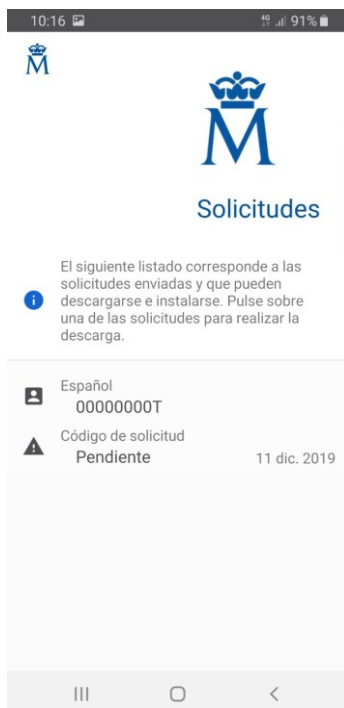 10:16 4G 91%
M
M
Solicitudes
El siguiente listado corresponde a las
solicitudes enviadas y que pueden
descargarse e instalarse. Pulse sobre
una de las solicitudes para realizar la
descarga.
Español
00000000T
Código de solicitud
Pendiente 11 dic. 2019